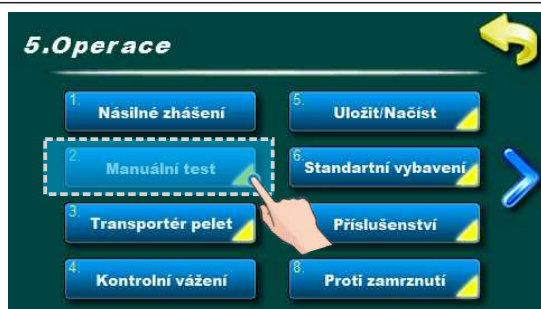 5.Operace
1. Násilné zhášení
2. Manuální test
3. Transportér pelet
4. Kontrolní vážení
5. Uložit/Načíst
6. Standartní vybavení
Příslušenství
8. Proti zamrznutí